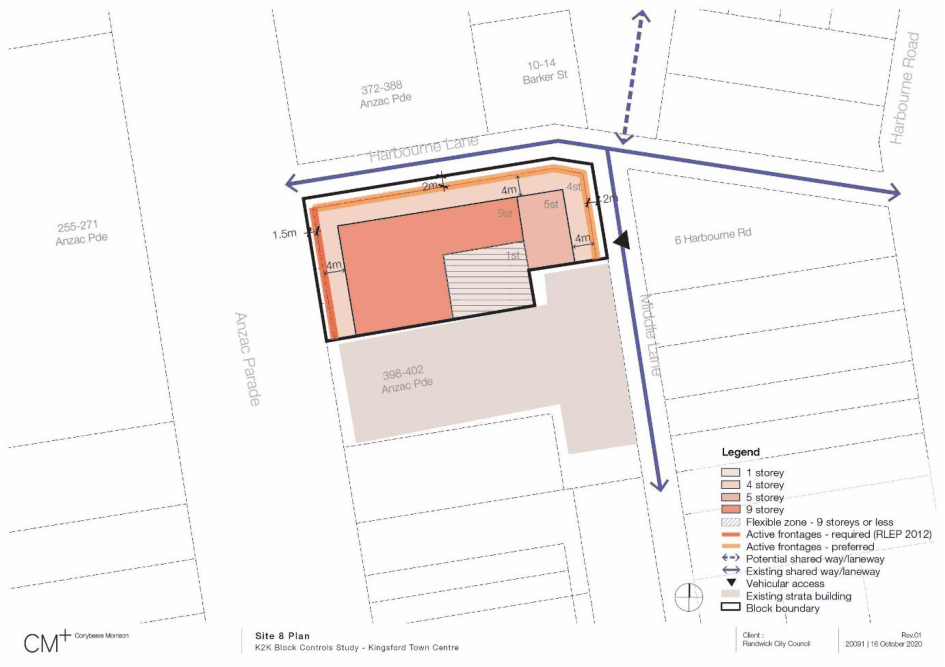 10-14
Barker St
372-388
Anzac Pde
Harbourne Road
Harbourne Lane
2m
4m
4st
5st
9st
2m
255-271
Anzac Pde
1.5m
6 Harbourne Rd
4m
1st
4m
Middle Lane
Anzac Parade
398-402
Anzac Pde
Legend
1 storey
4 storey
5 storey
9 storey
Flexible zone - 9 storeys or less
Active frontages - required (RLEP 2012)
Active frontages - preferred
Potential shared way/laneway
Existing shared way/laneway
Vehicular access
Existing strata building
Block boundary
CM+ Conybeare Morrison
Site 8 Plan
K2K Block Controls Study - Kingsford Town Centre
Client :
Randwick City Council
Rev.01
20091 | 16 October 2020